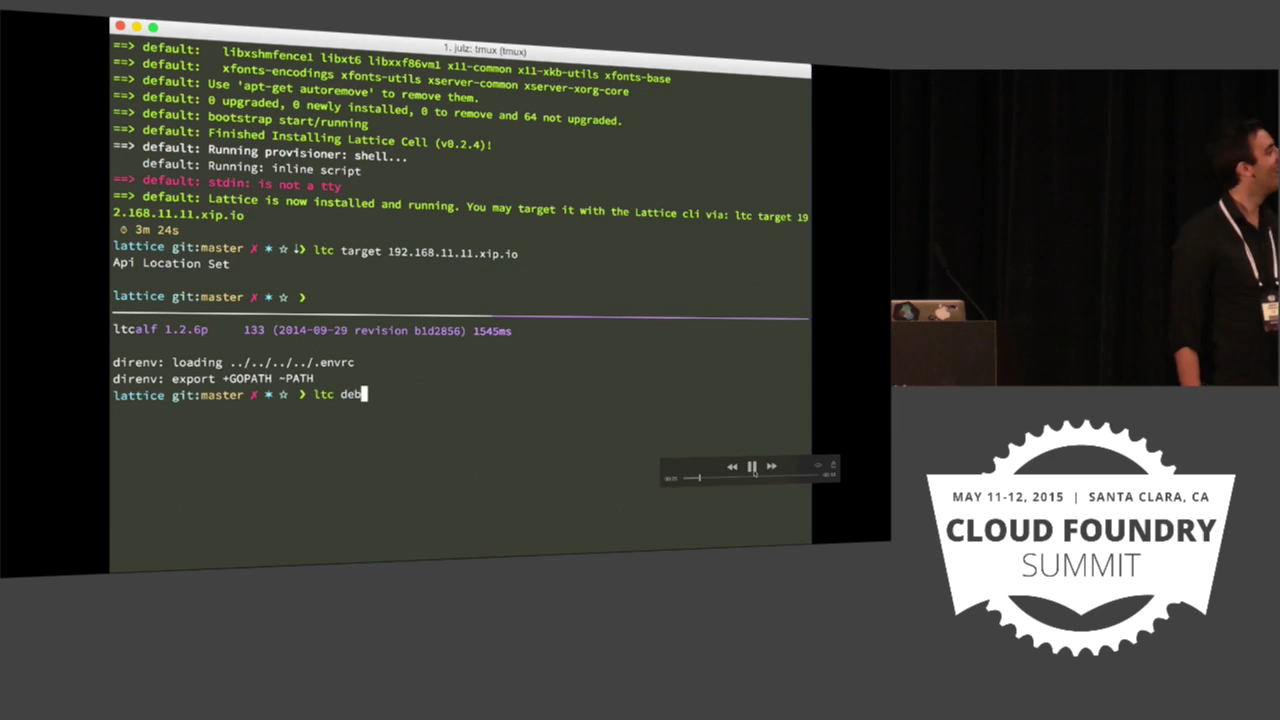 1. julz: tmux (tmux)
==> default:   libxshmfence1 libxt6 libxxf86vm1 x11-common x11-xkb-utils xfonts-base
==> default:   xfonts-encodings xfonts-utils xserver-common xserver-xorg-core
==> default: Use 'apt-get autoremove' to remove them.
==> default: 0 upgraded, 0 newly installed, 0 to remove and 64 not upgraded.
==> default: bootstrap start/running
==> default: Finished Installing Lattice Cell (v0.2.4)!
==> default: Running provisioner: shell...
default: Running: inline script
==> default: stdin: is not a tty
==> default: Lattice is now installed and running. You may target it with the Lattice cli via: ltc target 19
2.168.11.11.xip.io
3m 24s
lattice git:master ✗ * ☆ ↓❯ ltc target 192.168.11.11.xip.io
Api Location Set
lattice git:master ✗ * ☆ ❯
ltcalf 1.2.6p   133 (2014-09-29 revision b1d2856) 1545ms
direnv: loading ../../../../.envrc
direnv: export +GOPATH ~PATH
lattice git:master ✗ * ☆ ❯ ltc deb
MAY 11-12, 2015 | SANTA CLARA, CA
CLOUD FOUNDRY
SUMMIT